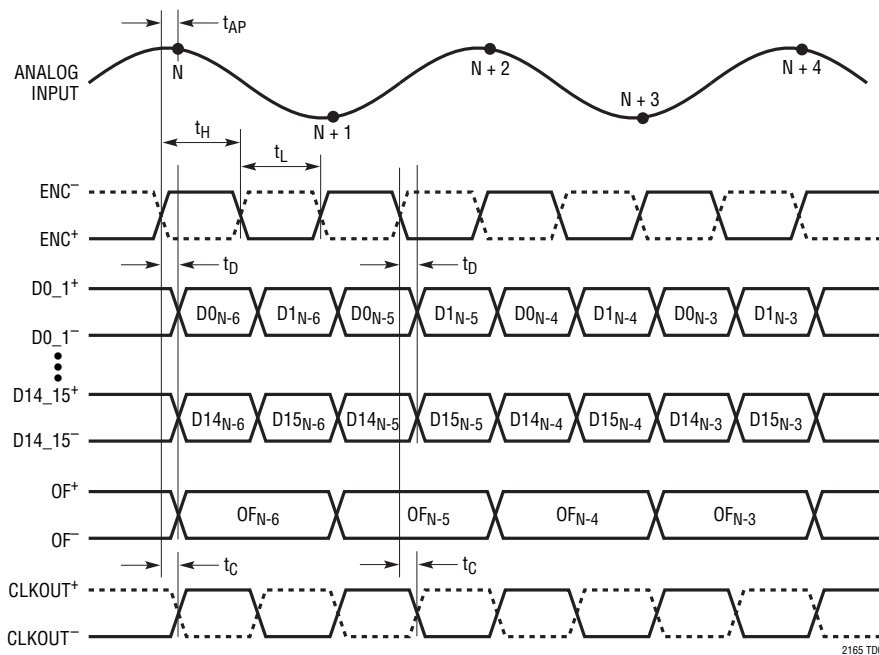 tAP
ANALOG
INPUT
N
N + 1
N + 2
N + 3
N + 4
tH
tL
ENC–
ENC+
tD
tD
D0_1+
D0_1–
D0N-6
D1N-6
D0N-5
D1N-5
D0N-4
D1N-4
D0N-3
D1N-3
D14_15+
D14_15–
D14N-6
D15N-6
D14N-5
D15N-5
D14N-4
D15N-4
D14N-3
D15N-3
OF+
OF–
OFN-6
OFN-5
OFN-4
OFN-3
tC
tC
CLKOUT+
CLKOUT–